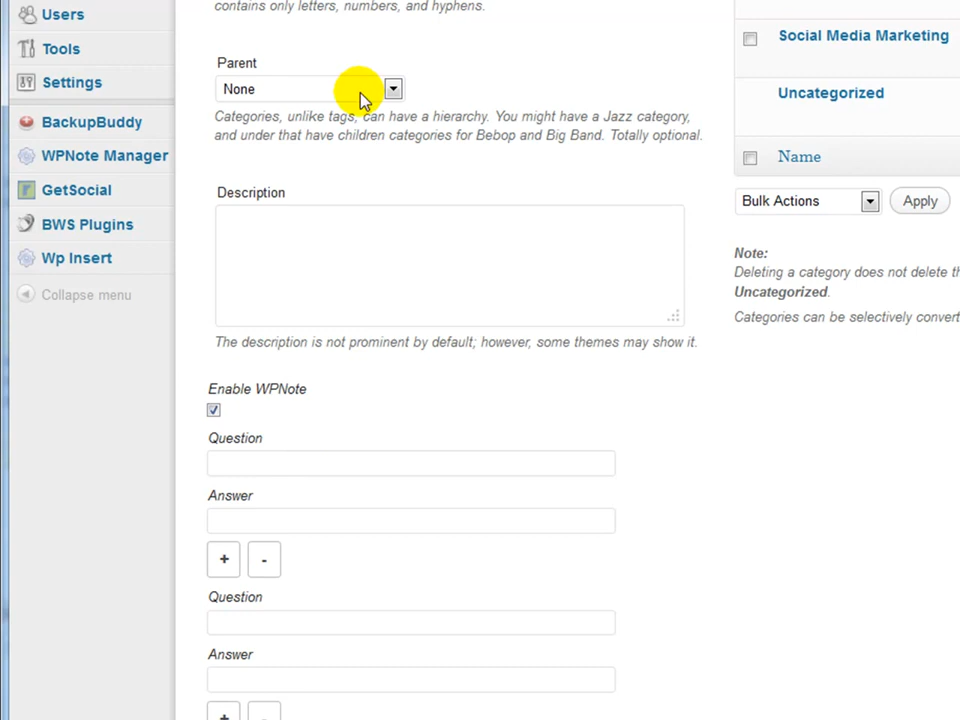 Users
Tools
Settings
BackupBuddy
WPNote Manager
GetSocial
BWS Plugins
Wp Insert
Collapse menu
contains only letters, numbers, and hyphens.
Parent
None
Categories, unlike tags, can have a hierarchy. You might have a Jazz category,
and under that have children categories for Bebop and Big Band. Totally optional.
Description
The description is not prominent by default; however, some themes may show it.
Enable WPNote
Question
Answer
+ -
Question
Answer
+ -
Social Media Marketing
Uncategorized
Name
Bulk Actions Apply
Note:
Deleting a category does not delete th
Uncategorized.
Categories can be selectively convert